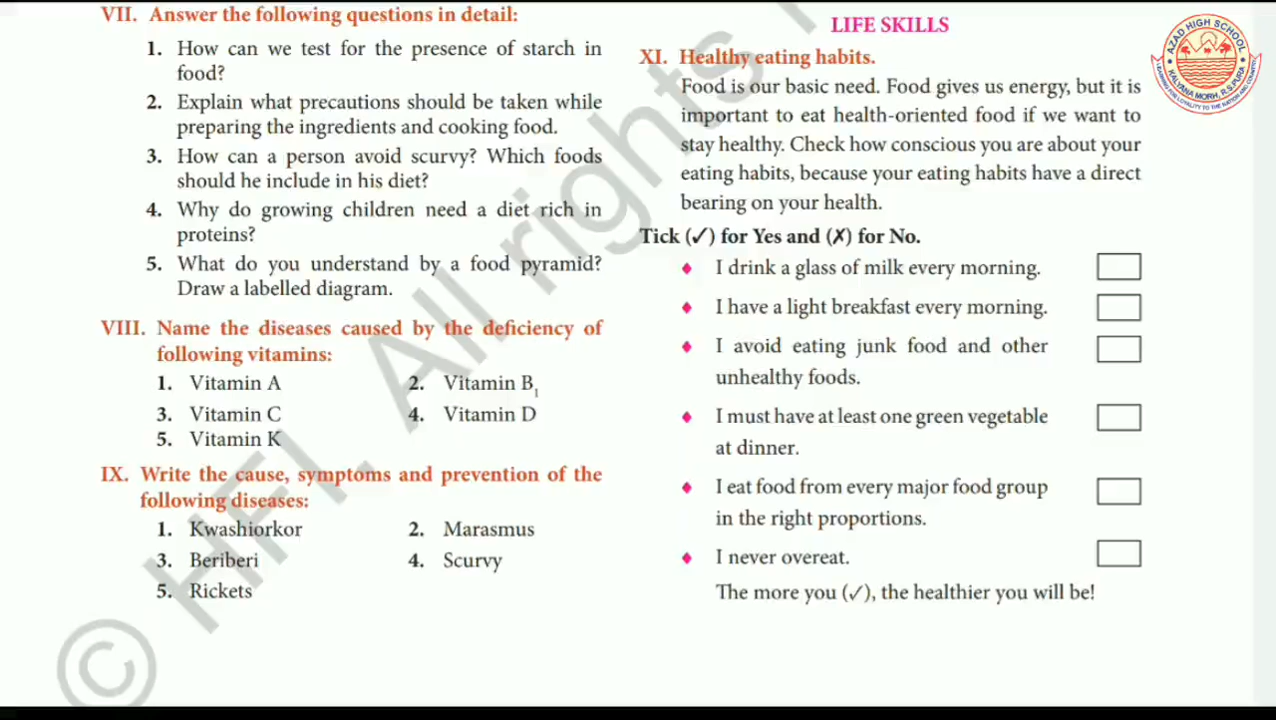 VII. Answer the following questions in detail:
1. How can we test for the presence of starch in
food?
2. Explain what precautions should be taken while
preparing the ingredients and cooking food.
3. How can a person avoid scurvy? Which foods
should he include in his diet?
4. Why do growing children need a diet rich in
proteins?
5. What do you understand by a food pyramid?
Draw a labelled diagram.
VIII. Name the diseases caused by the deficiency of
following vitamins:
1. Vitamin A 2. Vitamin B₁
3. Vitamin C 4. Vitamin D
5. Vitamin K
IX. Write the cause, symptoms and prevention of the
following diseases:
1. Kwashiorkor 2. Marasmus
3. Beriberi 4. Scurvy
5. Rickets
LIFE SKILLS
XI. Healthy eating habits.
Food is our basic need. Food gives us energy, but it is
important to eat health-oriented food if we want to
stay healthy. Check how conscious you are about your
eating habits, because your eating habits have a direct
bearing on your health.
Tick (✓) for Yes and (✗) for No.
♦ I drink a glass of milk every morning.
♦ I have a light breakfast every morning.
♦ I avoid eating junk food and other
unhealthy foods.
♦ I must have at least one green vegetable
at dinner.
♦ I eat food from every major food group
in the right proportions.
♦ I never overeat.
The more you (✓), the healthier you will be!
AZAD HIGH SCHOOL
KALYANA MORH, R.S.PURA
© HFI. All rights